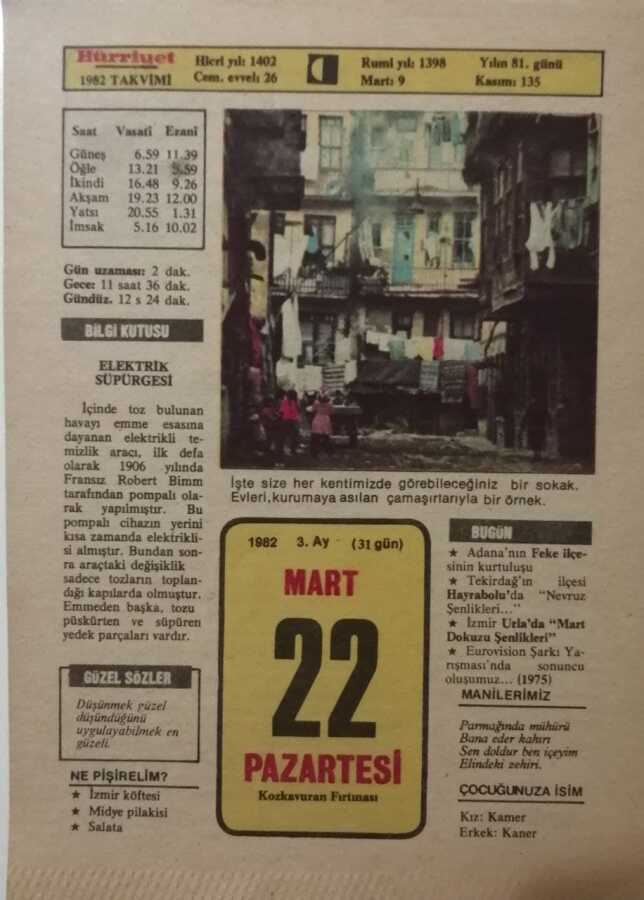 Hürriyet
1982 TAKVİMİ
Hicri yıl: 1402
Cem. evvel: 26
Rumi yıl: 1398
Mart: 9
Yılın 81. günü
Kasım: 135
Saat Vasatî Ezanî
Güneş 6.59 11.39
Öğle 13.21 5.59
İkindi 16.48 9.26
Akşam 19.23 12.00
Yatsı 20.55 1.31
İmsak 5.16 10.02
Gün uzaması: 2 dak.
Gece: 11 saat 36 dak.
Gündüz. 12 s 24 dak.
BİLGİ KUTUSU
ELEKTRİK
SÜPÜRGESİ
İçinde toz bulunan
havayı emme esasına
dayanan elektrikli te-
mizlik aracı, ilk defa
olarak 1906 yılında
Fransız Robert Bimm
tarafından pompalı ola-
rak yapılmıştır. Bu
pompalı cihazın yerini
kısa zamanda elektrikli-
si almıştır. Bundan son-
ra araçtaki değişiklik
sadece tozların toplan-
dığı kapılarda olmuştur.
Emmeden başka, tozu
püskürten ve süpüren
yedek parçaları vardır.
GÜZEL SÖZLER
Düşünmek güzel
düşündüğünü
uygulayabilmek en
güzeli.
NE PİŞİRELİM?
★ İzmir köftesi
★ Midye pilakisi
★ Salata
İşte size her kentimizde görebileceğiniz bir sokak.
Evleri,kurumaya asılan çamaşırlarıyla bir örnek.
1982 3. Ay - (31 gün)
MART
22
PAZARTESİ
Kozkavuran Fırtınası
BUGÜN
★ Adana'nın Feke ilçe-
sinin kurtuluşu
★ Tekirdağ'ın ilçesi
Hayrabolu'da "Nevruz
Şenlikleri..."
★ İzmir Urla'da "Mart
Dokuzu Şenlikleri"
★ Eurovision Şarkı Ya-
rışması'nda sonuncu
oluşumuz... (1975)
MANİLERİMİZ
Parmağında mühürü
Bana eder kahırı
Sen doldur ben içeyim
Elindeki zehiri.
ÇOCUĞUNUZA İSİM
Kız: Kamer
Erkek: Kaner